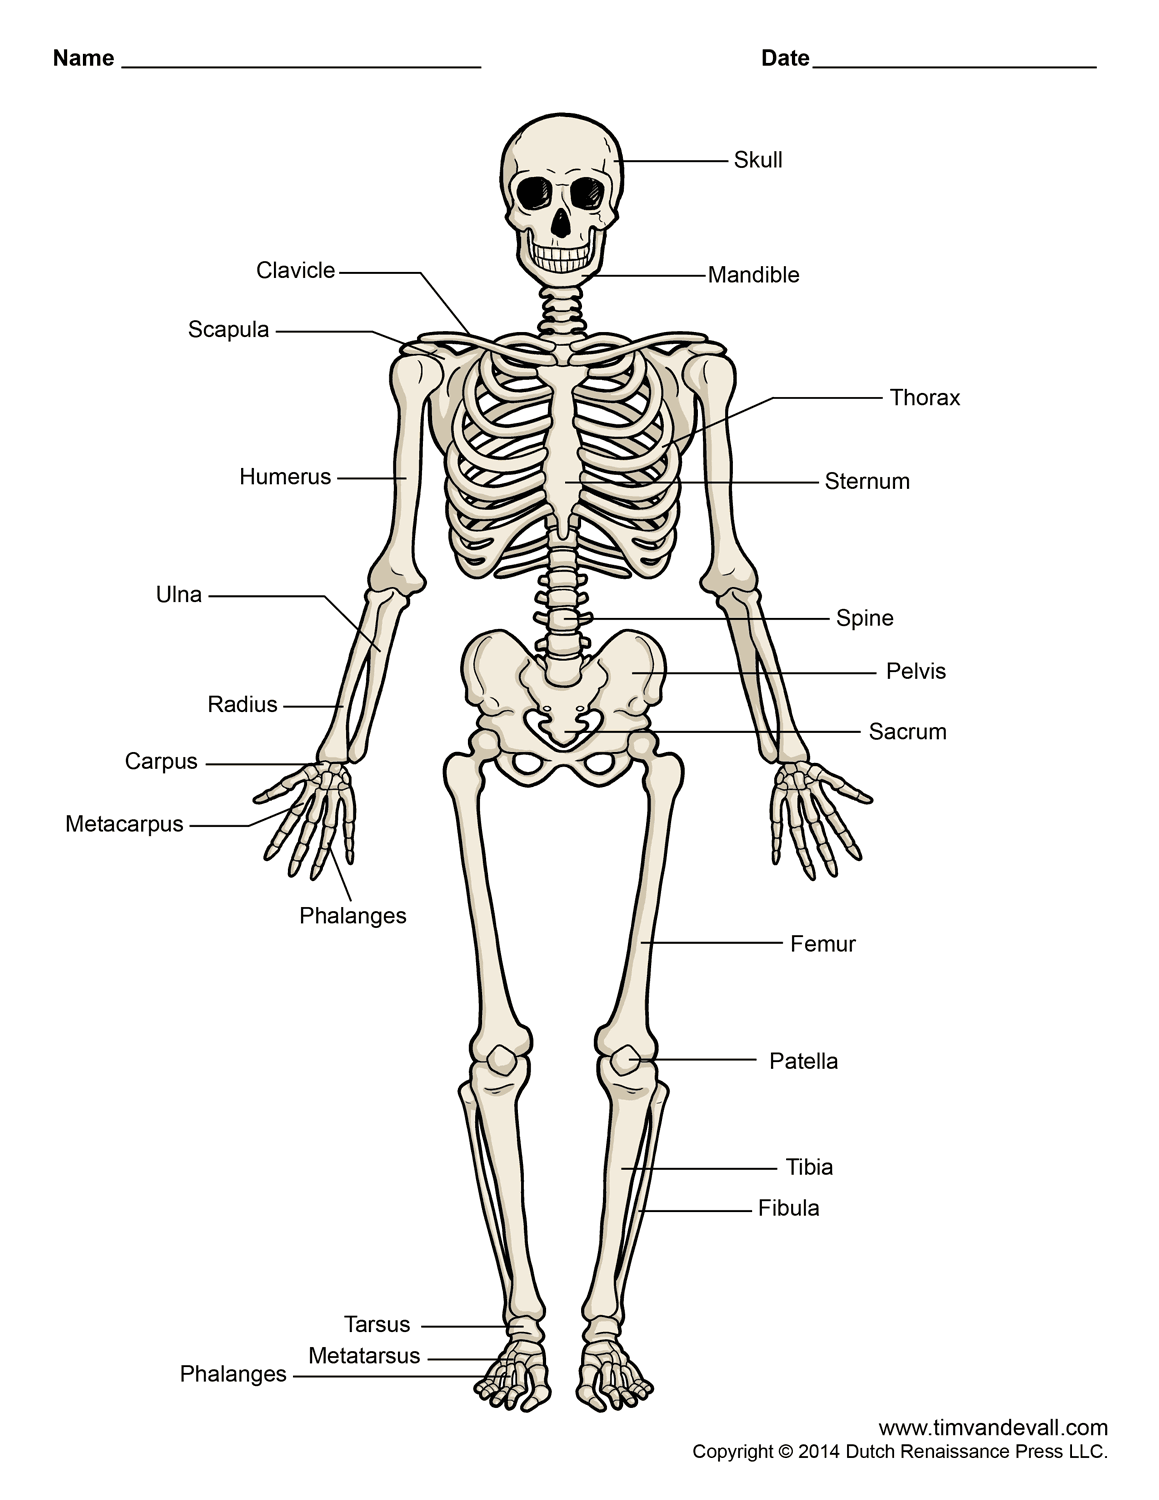 Name Date
Skull
Clavicle
Mandible
Scapula
Thorax
Humerus
Sternum
Ulna
Spine
Pelvis
Radius
Sacrum
Carpus
Metacarpus
Phalanges
Femur
Patella
Tibia
Fibula
Tarsus
Metatarsus
Phalanges
www.timvandevall.com
Copyright © 2014 Dutch Renaissance Press LLC.